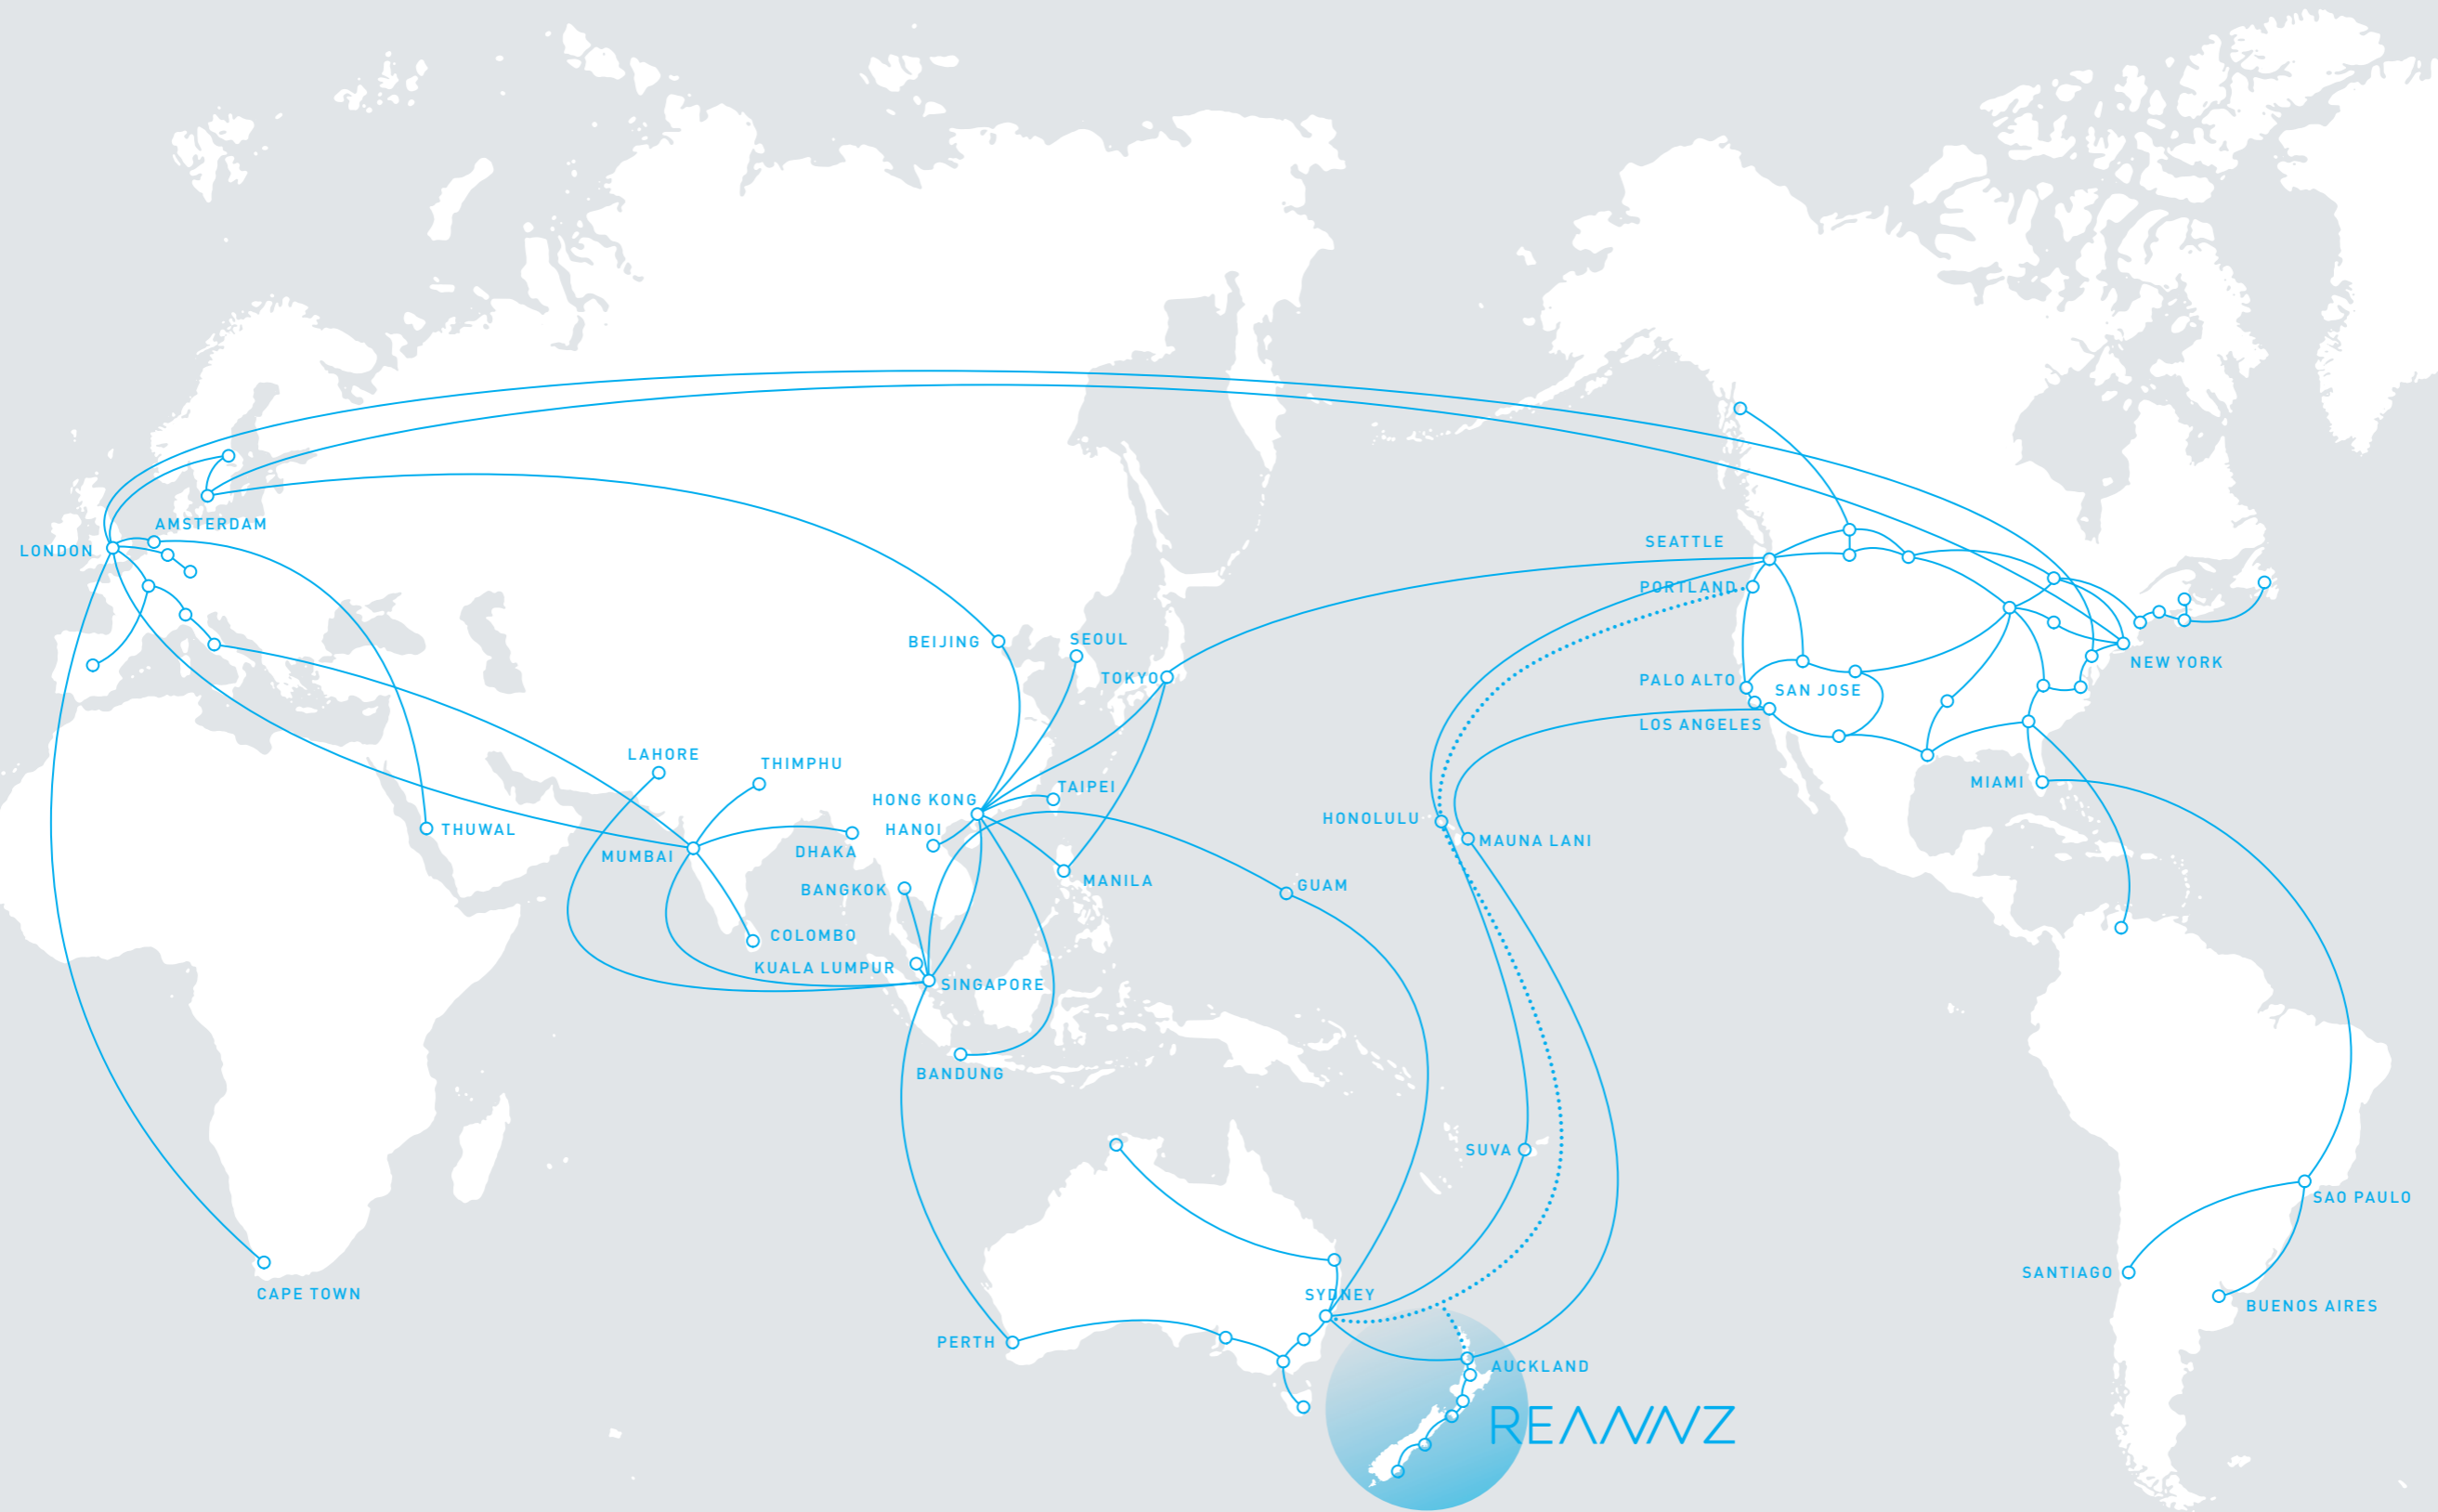 AMSTERDAM
LONDON
SEATTLE
PORTLAND
BEIJING
SEOUL
TOKYO
NEW YORK
PALO ALTO
SAN JOSE
LOS ANGELES
LAHORE
THIMPHU
MIAMI
TAIPEI
HONG KONG
HONOLULU
HANOI
THUWAL
MAUNA LANI
DHAKA
MUMBAI
MANILA
GUAM
BANGKOK
COLOMBO
KUALA LUMPUR
SINGAPORE
BANDUNG
SUVA
SAO PAULO
SANTIAGO
CAPE TOWN
SYDNEY
BUENOS AIRES
PERTH
AUCKLAND
REANNZ